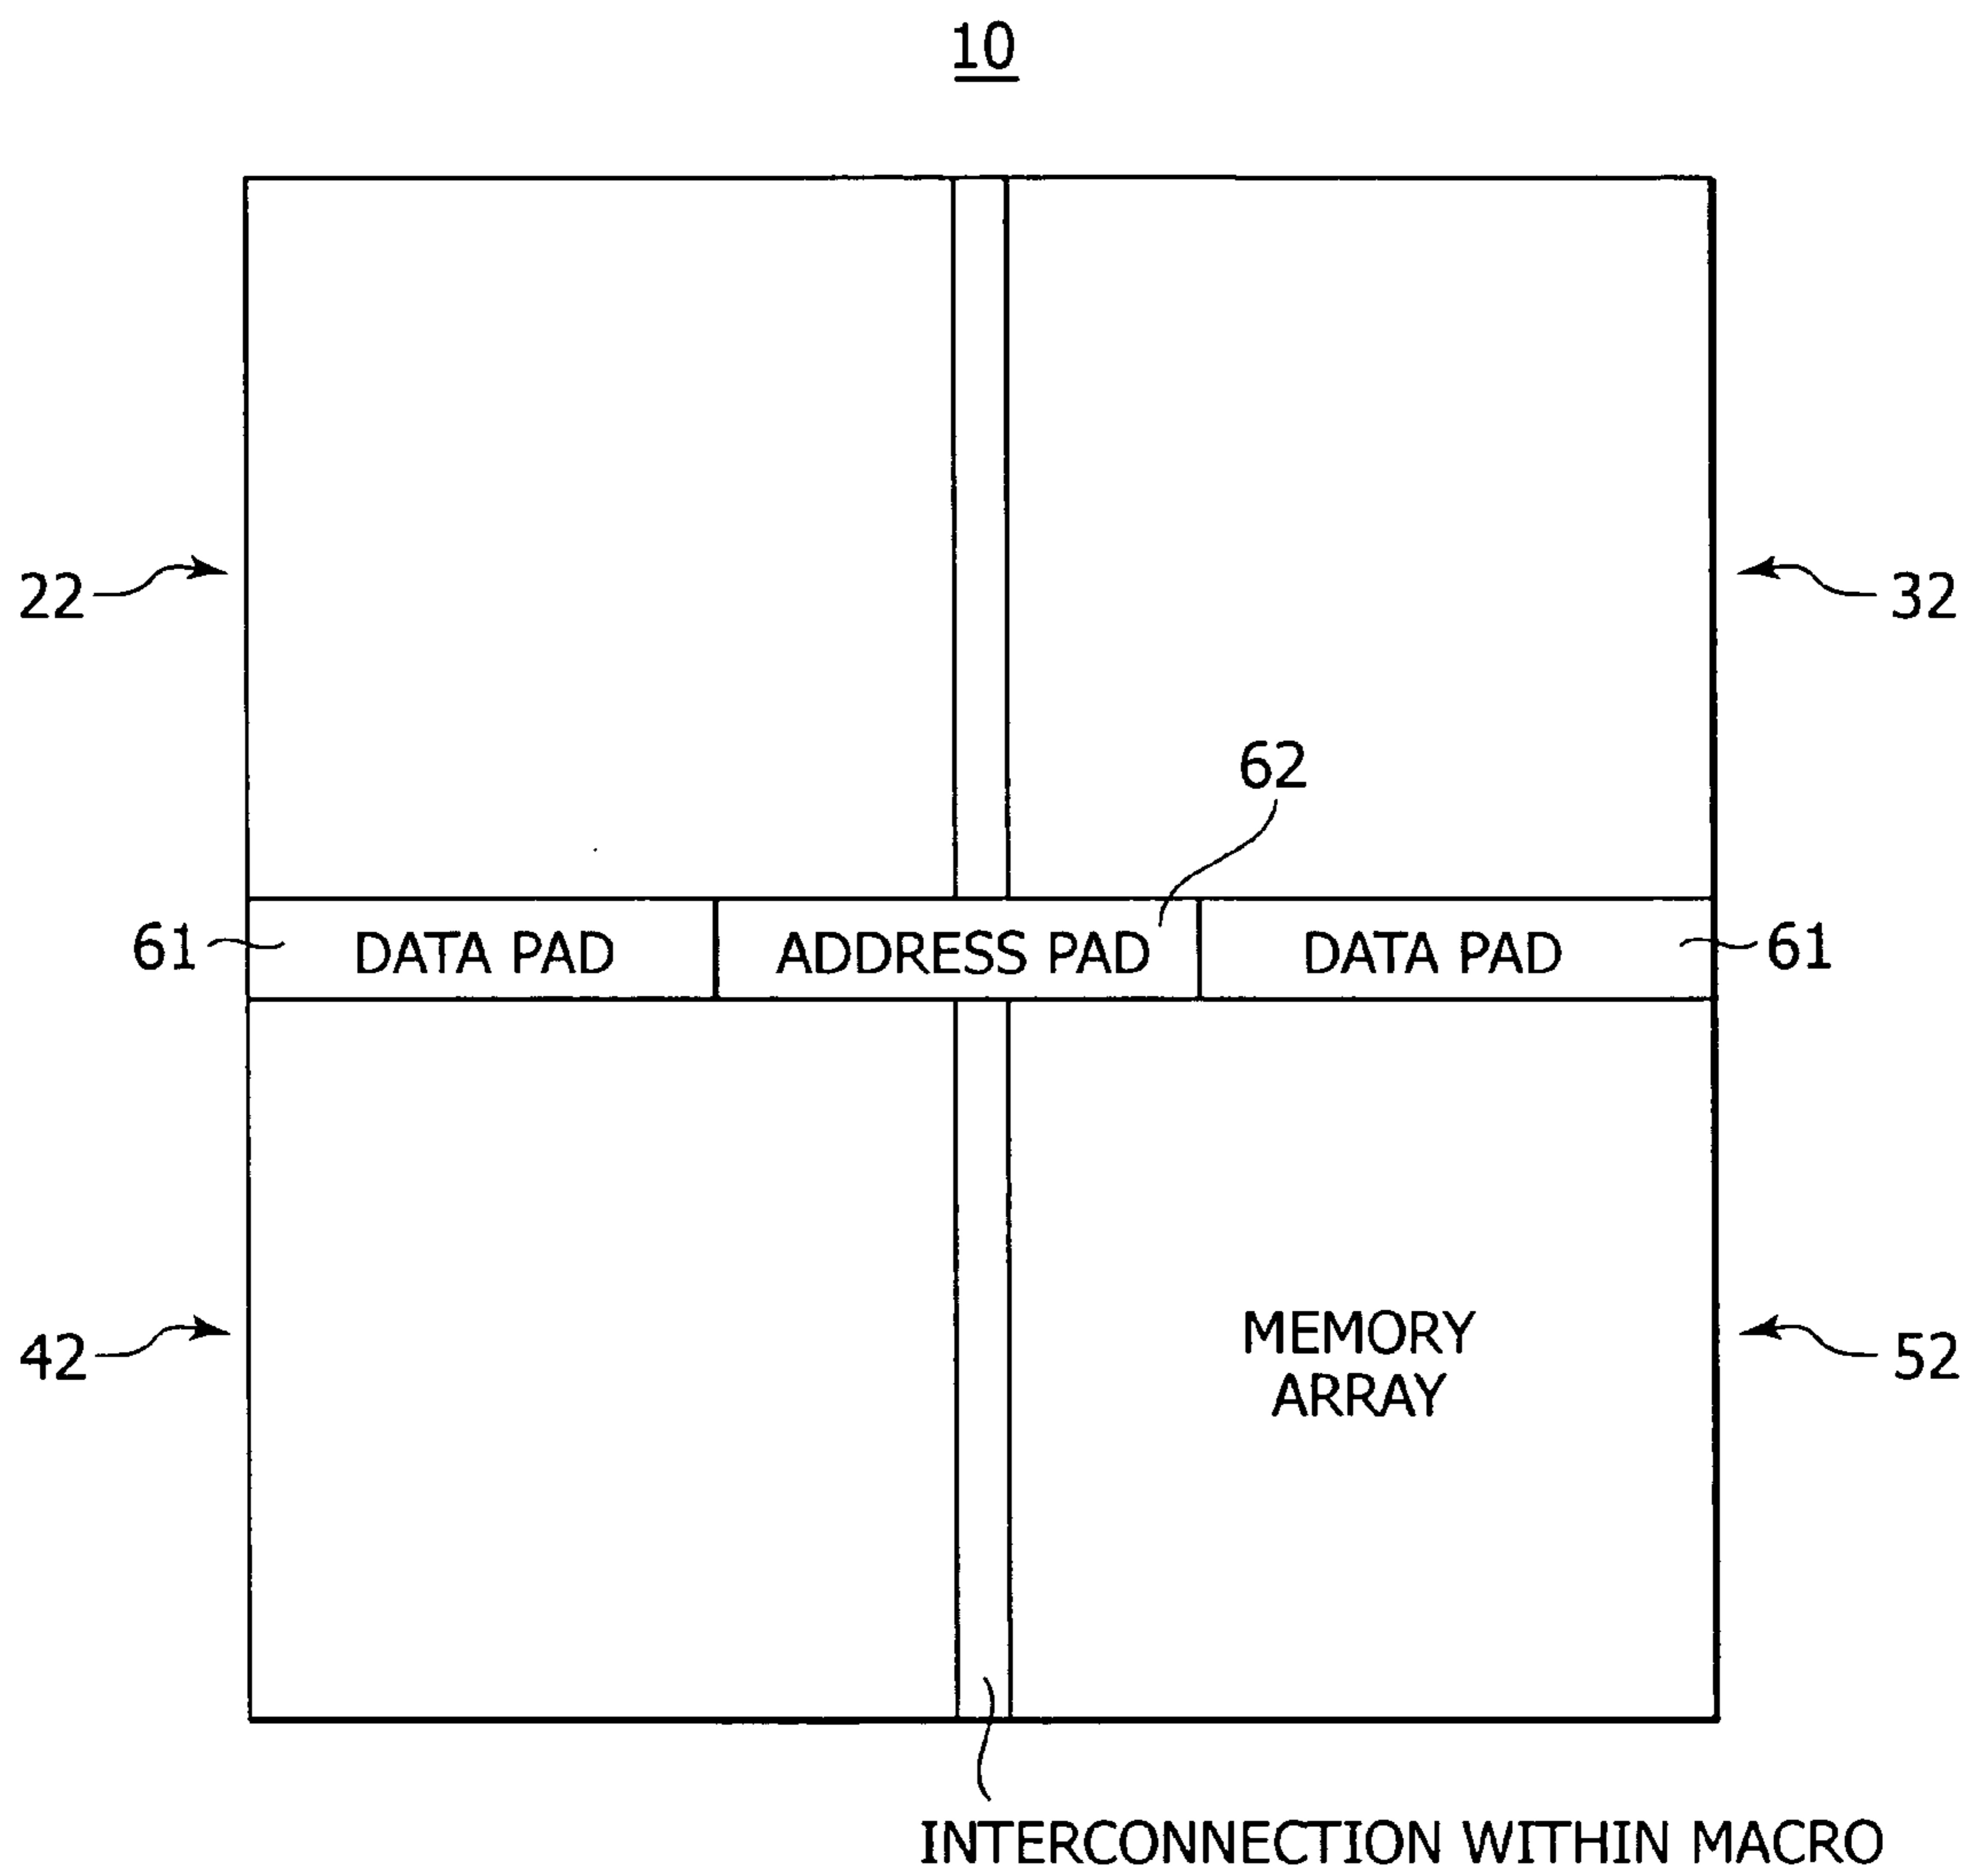 10
22
32
62
61
DATA PAD
ADDRESS PAD
DATA PAD
61
42
MEMORY
ARRAY
52
INTERCONNECTION WITHIN MACRO